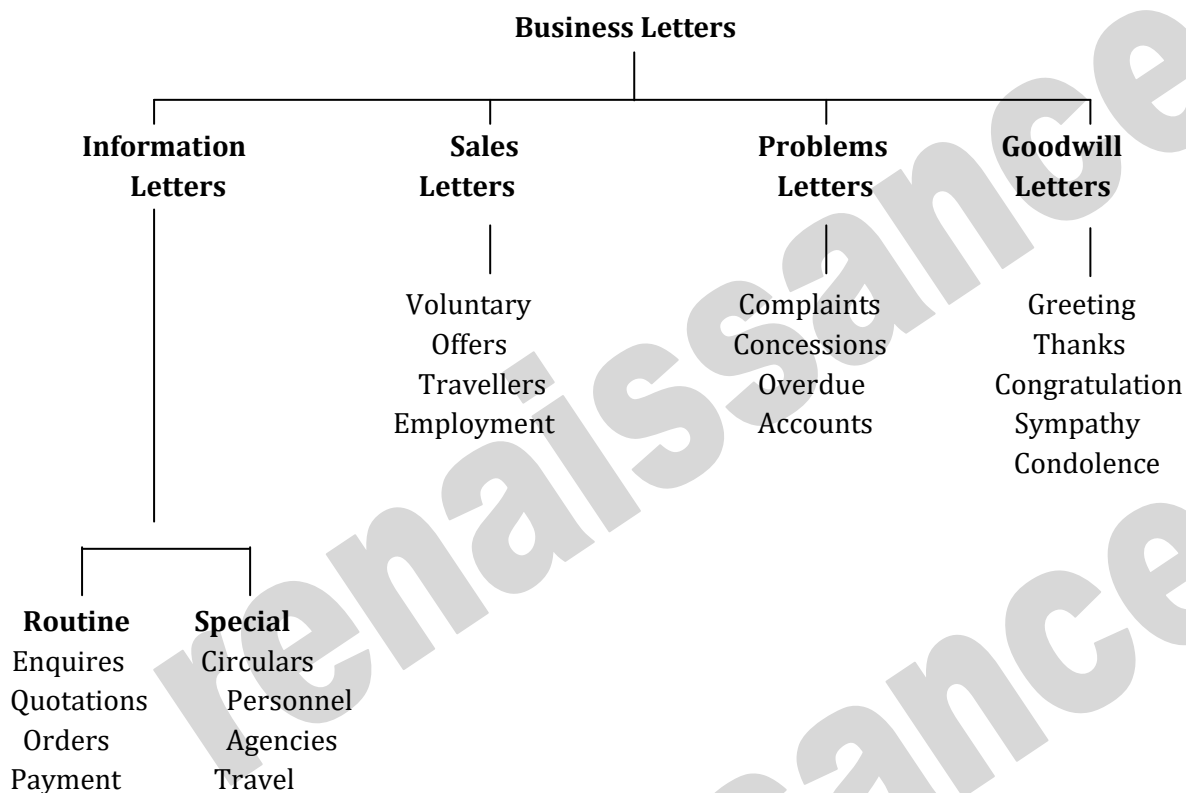 Business Letters
Information Letters
Sales Letters
Problems Letters
Goodwill Letters
Voluntary
Offers
Travellers
Employment
Complaints
Concessions
Overdue
Accounts
Greeting
Thanks
Congratulation
Sympathy
Condolence
Routine
Enquires
Quotations
Orders
Payment
Special
Circulars
Personnel
Agencies
Travel
renaissance
ssance